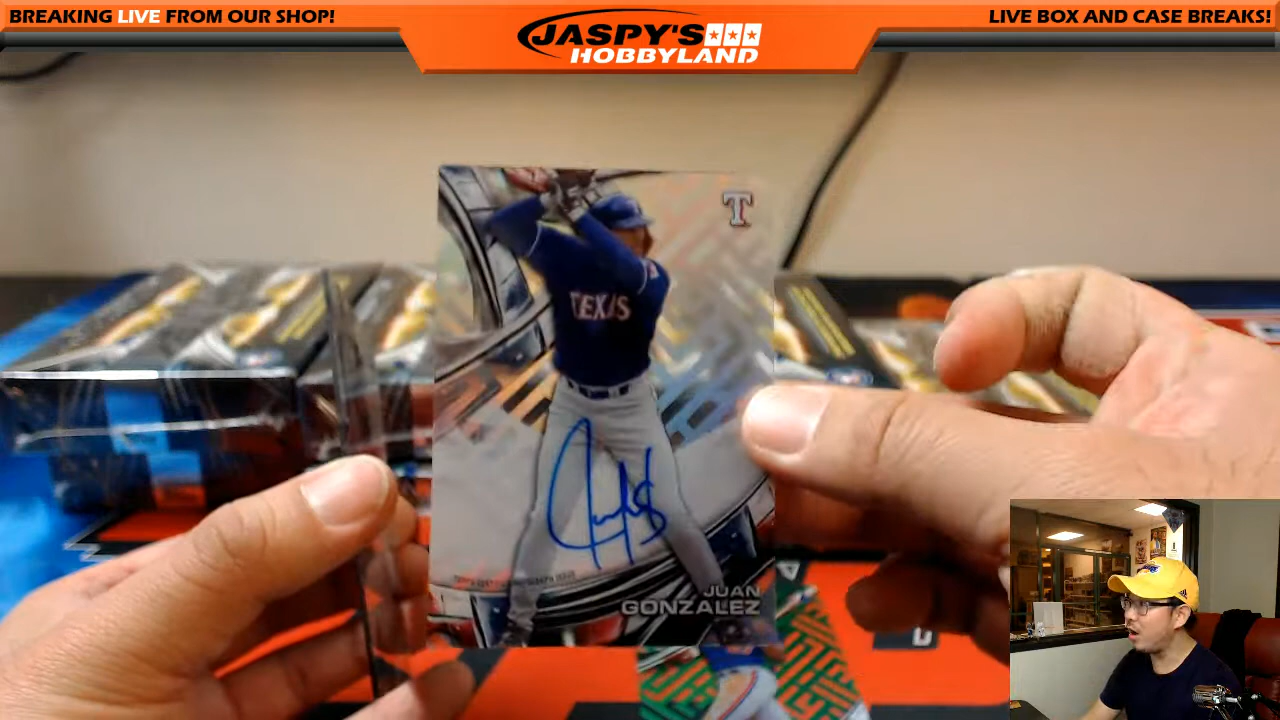 BREAKING LIVE FROM OUR SHOP!
JASPY'S
HOBBYLAND
LIVE BOX AND CASE BREAKS!
T
TEXAS
JUAN
GONZALEZ